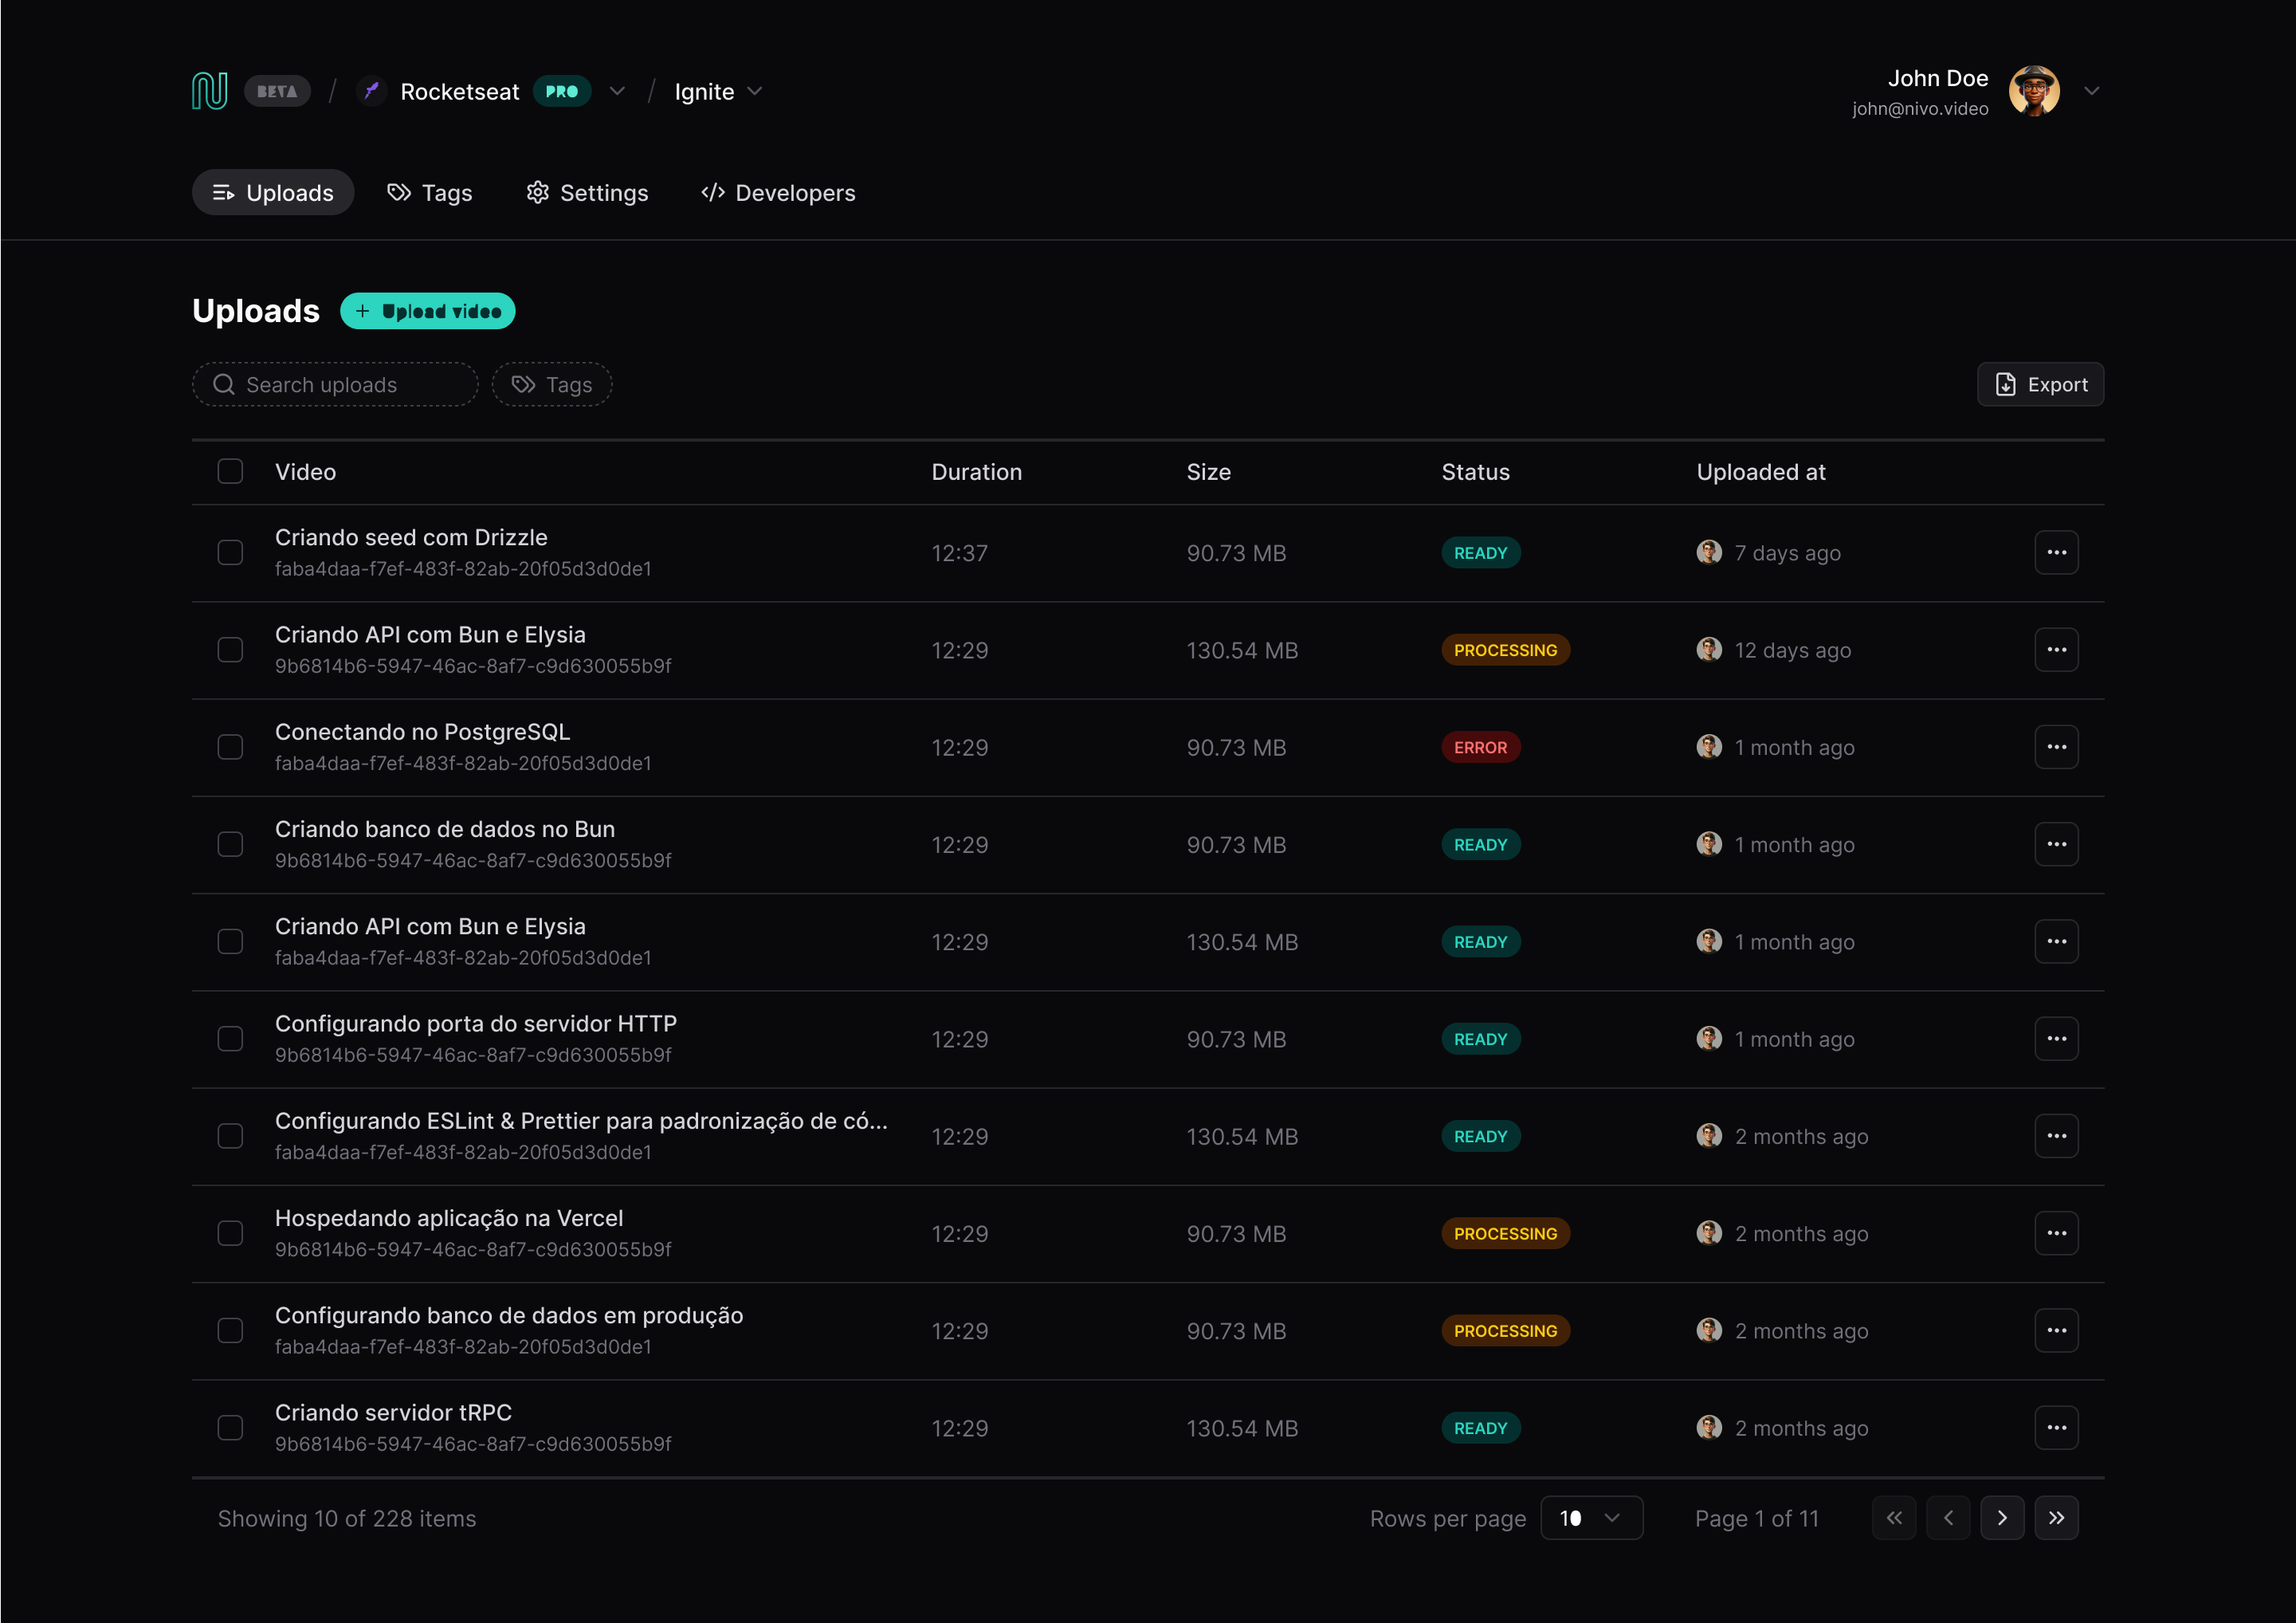 BETA / Rocketseat PRO / Ignite
John Doe
john@nivo.video
Uploads Tags Settings </> Developers
Uploads + Upload video
Search uploads Tags Export
Video Duration Size Status Uploaded at
Criando seed com Drizzle
faba4daa-f7ef-483f-82ab-20f05d3d0de1
12:37 90.73 MB READY 7 days ago
Criando API com Bun e Elysia
9b6814b6-5947-46ac-8af7-c9d630055b9f
12:29 130.54 MB PROCESSING 12 days ago
Conectando no PostgreSQL
faba4daa-f7ef-483f-82ab-20f05d3d0de1
12:29 90.73 MB ERROR 1 month ago
Criando banco de dados no Bun
9b6814b6-5947-46ac-8af7-c9d630055b9f
12:29 90.73 MB READY 1 month ago
Criando API com Bun e Elysia
faba4daa-f7ef-483f-82ab-20f05d3d0de1
12:29 130.54 MB READY 1 month ago
Configurando porta do servidor HTTP
9b6814b6-5947-46ac-8af7-c9d630055b9f
12:29 90.73 MB READY 1 month ago
Configurando ESLint & Prettier para padronização de có...
faba4daa-f7ef-483f-82ab-20f05d3d0de1
12:29 130.54 MB READY 2 months ago
Hospedando aplicação na Vercel
9b6814b6-5947-46ac-8af7-c9d630055b9f
12:29 90.73 MB PROCESSING 2 months ago
Configurando banco de dados em produção
faba4daa-f7ef-483f-82ab-20f05d3d0de1
12:29 90.73 MB PROCESSING 2 months ago
Criando servidor tRPC
9b6814b6-5947-46ac-8af7-c9d630055b9f
12:29 130.54 MB READY 2 months ago
Showing 10 of 228 items Rows per page 10 Page 1 of 11